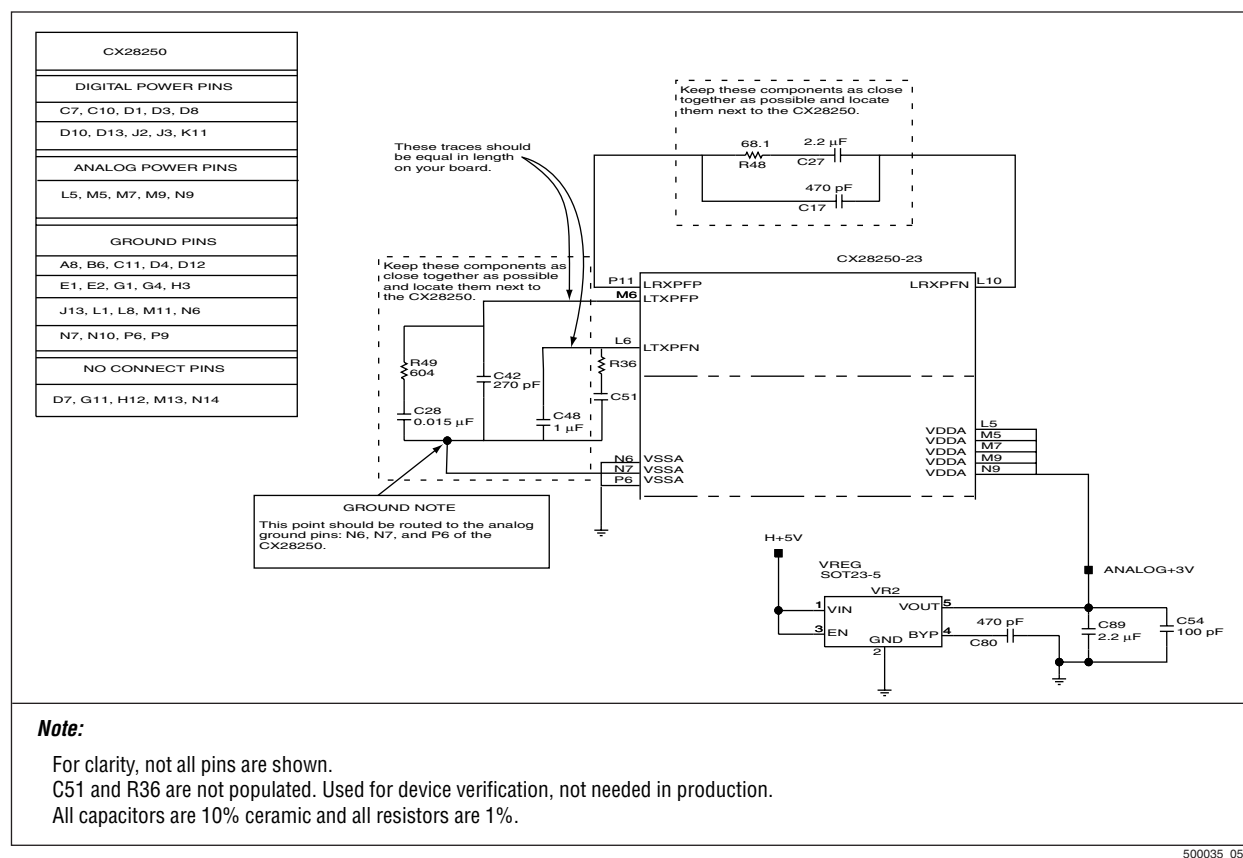 CX28250
DIGITAL POWER PINS
C7, C10, D1, D3, D8
D10, D13, J2, J3, K11
ANALOG POWER PINS
L5, M5, M7, M9, N9
GROUND PINS
A8, B6, C11, D4, D12
E1, E2, G1, G4, H3
J13, L1, L8, M11, N6
N7, N10, P6, P9
NO CONNECT PINS
D7, G11, H12, M13, N14
These traces should
be equal in length
on your board.
Keep these components as close
together as possible and locate
them next to the CX28250.
68.1
2.2 µF
R48
C27
470 pF
C17
Keep these components as
close together as possible
and locate them next to
the CX28250.
CX28250-23
P11
LRXPFP
LRXPFN
L10
M6
LTXPFP
L6
LTXPFN
R49
604
C42
270 pF
R36
C51
C28
0.015 µF
C48
1 µF
N6
VSSA
N7
VSSA
P6
VSSA
VDDA
L5
VDDA
M5
VDDA
M7
VDDA
M9
VDDA
N9
GROUND NOTE
This point should be routed to the analog
ground pins: N6, N7, and P6 of the
CX28250.
H+5V
VREG
SOT23-5
VR2
ANALOG+3V
1
VIN
VOUT
5
3
EN
GND
BYP
4
2
470 pF
C80
C89
2.2 µF
C54
100 pF
Note:
For clarity, not all pins are shown.
C51 and R36 are not populated. Used for device verification, not needed in production.
All capacitors are 10% ceramic and all resistors are 1%.
500035_05